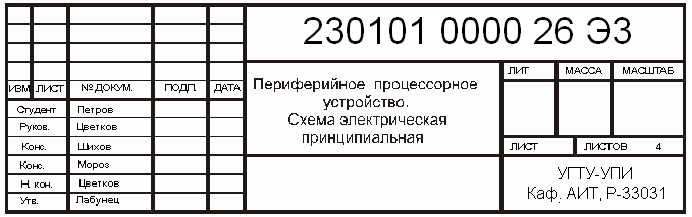 230101 0000 26 ЭЗ
ИЗМ ЛИСТ № ДОКУМ. ПОДП. ДАТА
Студент Петров
Руков. Цветков
Конс. Шихов
Конс. Мороз
Н. кон. Цветков
Утв. Лабунец
Периферийное процессорное
устройство.
Схема электрическая
принципиальная
ЛИТ МАССА МАСШТАБ
ЛИСТ ЛИСТОВ 4
УГТУ-УПИ
Каф. АИТ, Р-33031